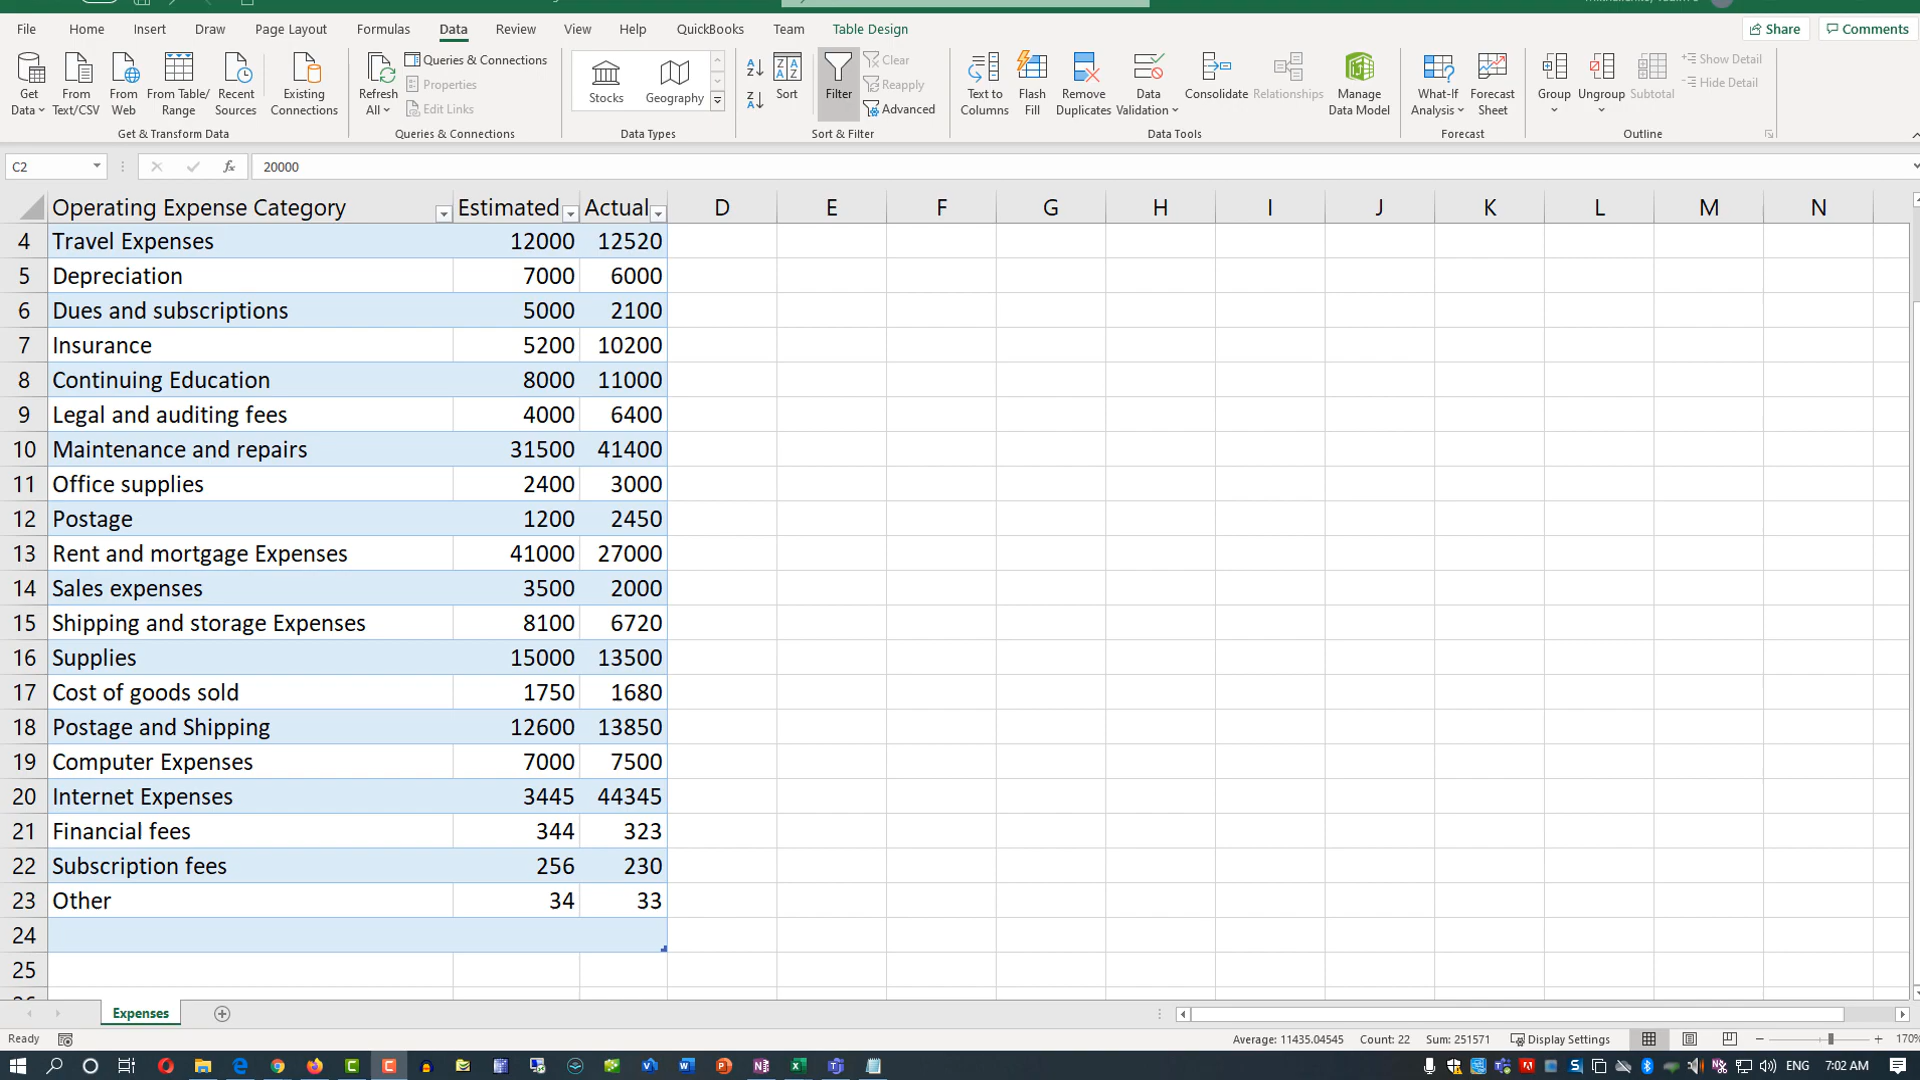 File Home Insert Draw Page Layout Formulas Data Review View Help QuickBooks Team Table Design Share Comments
Get Data From Text/CSV From Web From Table/ Range Recent Sources Existing Connections
Get & Transform Data
Refresh All Queries & Connections Properties Edit Links
Queries & Connections
Stocks Geography
Data Types
Sort Filter Clear Reapply Advanced
Sort & Filter
Text to Columns Flash Fill Remove Duplicates Data Validation Consolidate Relationships Manage Data Model
Data Tools
What-If Analysis Forecast Sheet
Forecast
Group Ungroup Subtotal Show Detail Hide Detail
Outline
C2 fx 20000
Operating Expense Category Estimated Actual D E F G H I J K L M N
4 Travel Expenses 12000 12520
5 Depreciation 7000 6000
6 Dues and subscriptions 5000 2100
7 Insurance 5200 10200
8 Continuing Education 8000 11000
9 Legal and auditing fees 4000 6400
10 Maintenance and repairs 31500 41400
11 Office supplies 2400 3000
12 Postage 1200 2450
13 Rent and mortgage Expenses 41000 27000
14 Sales expenses 3500 2000
15 Shipping and storage Expenses 8100 6720
16 Supplies 15000 13500
17 Cost of goods sold 1750 1680
18 Postage and Shipping 12600 13850
19 Computer Expenses 7000 7500
20 Internet Expenses 3445 44345
21 Financial fees 344 323
22 Subscription fees 256 230
23 Other 34 33
24
25
Expenses
Ready Average: 11435.04545 Count: 22 Sum: 251571 Display Settings 170%
ENG 7:02 AM